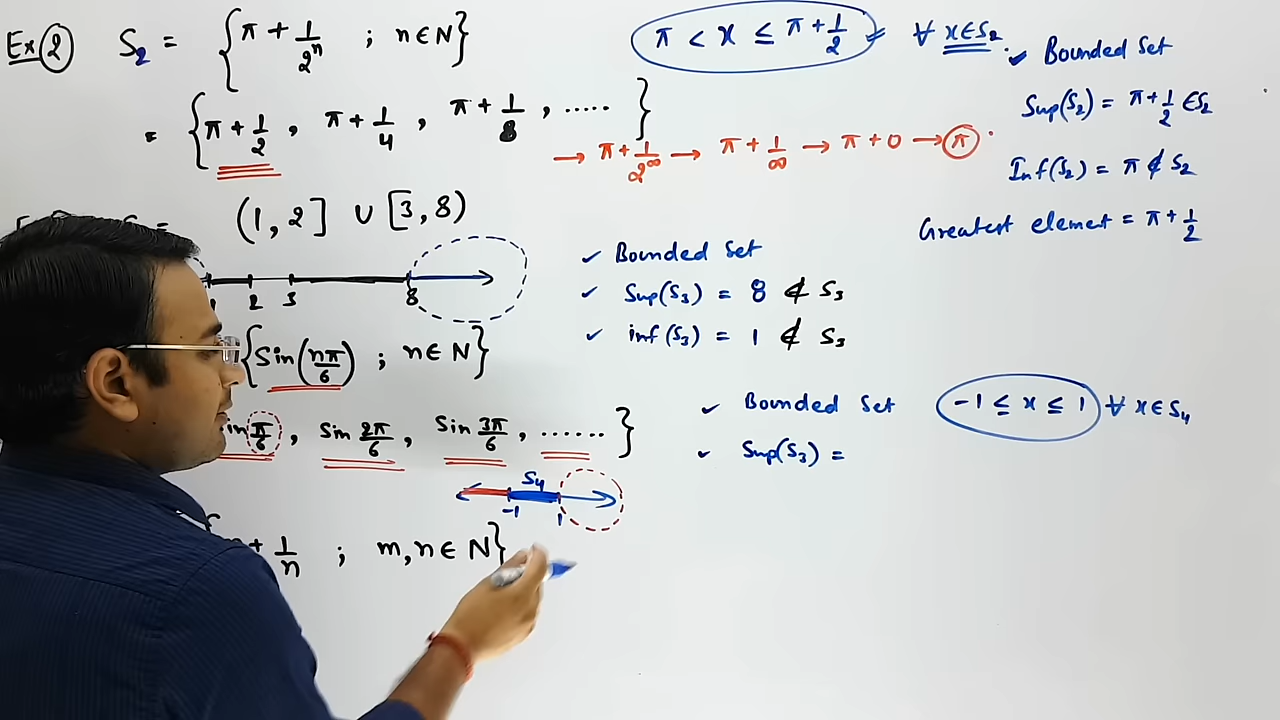 Ex 2 S₂ = { π + 1/2ⁿ ; n ∈ N }
= { π + 1/2 , π + 1/4 , π + 1/8 , ..... }
→ π + 1/2^∞ → π + 1/∞ → π + 0 → π
π < x ≤ π + 1/2 ∀ x ∈ S₂.
✓ Bounded Set
Sup(S₂) = π + 1/2 ∈ S₂
Inf(S₂) = π ∉ S₂
Greatest element = π + 1/2
= (1, 2] ∪ [3, 8)
1 2 3 8
✓ Bounded Set
✓ Sup(S₃) = 8 ∉ S₃
✓ inf(S₃) = 1 ∉ S₃
{ Sin(nπ/6) ; n ∈ N }
π/6 , Sin 2π/6 , Sin 3π/6 , ...... }
S₄
-1 1
✓ Bounded Set -1 ≤ x ≤ 1 ∀ x ∈ S₄
✓ Sup(S₃) =
+ 1/n ; m, n ∈ N }